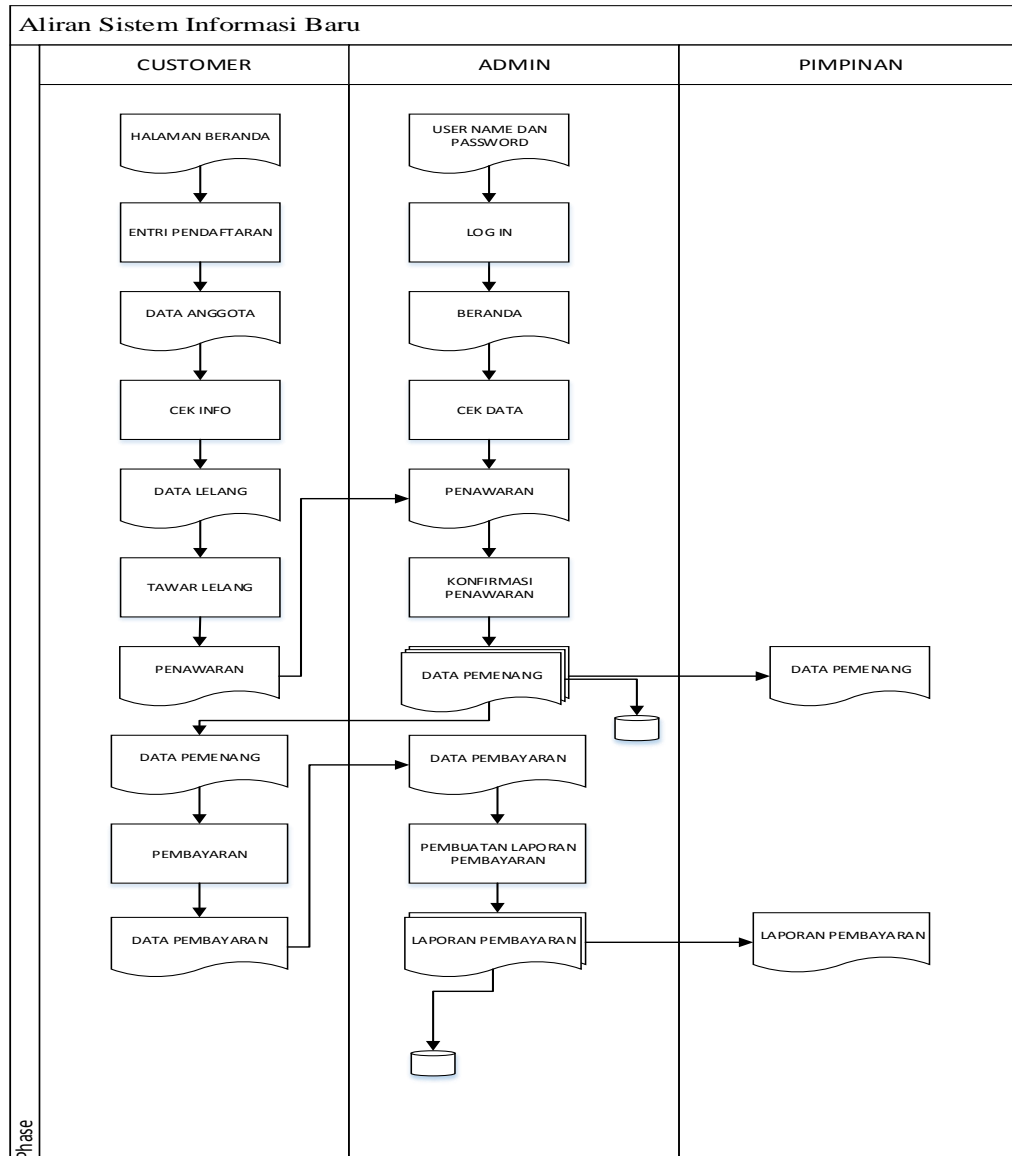 Aliran Sistem Informasi Baru
CUSTOMER
ADMIN
PIMPINAN
HALAMAN BERANDA
USER NAME DAN
PASSWORD
ENTRI PENDAFTARAN
LOG IN
DATA ANGGOTA
BERANDA
CEK INFO
CEK DATA
DATA LELANG
PENAWARAN
TAWAR LELANG
KONFIRMASI
PENAWARAN
PENAWARAN
DATA PEMENANG
DATA PEMENANG
DATA PEMENANG
DATA PEMBAYARAN
PEMBAYARAN
PEMBUATAN LAPORAN
PEMBAYARAN
DATA PEMBAYARAN
LAPORAN PEMBAYARAN
LAPORAN PEMBAYARAN
Phase